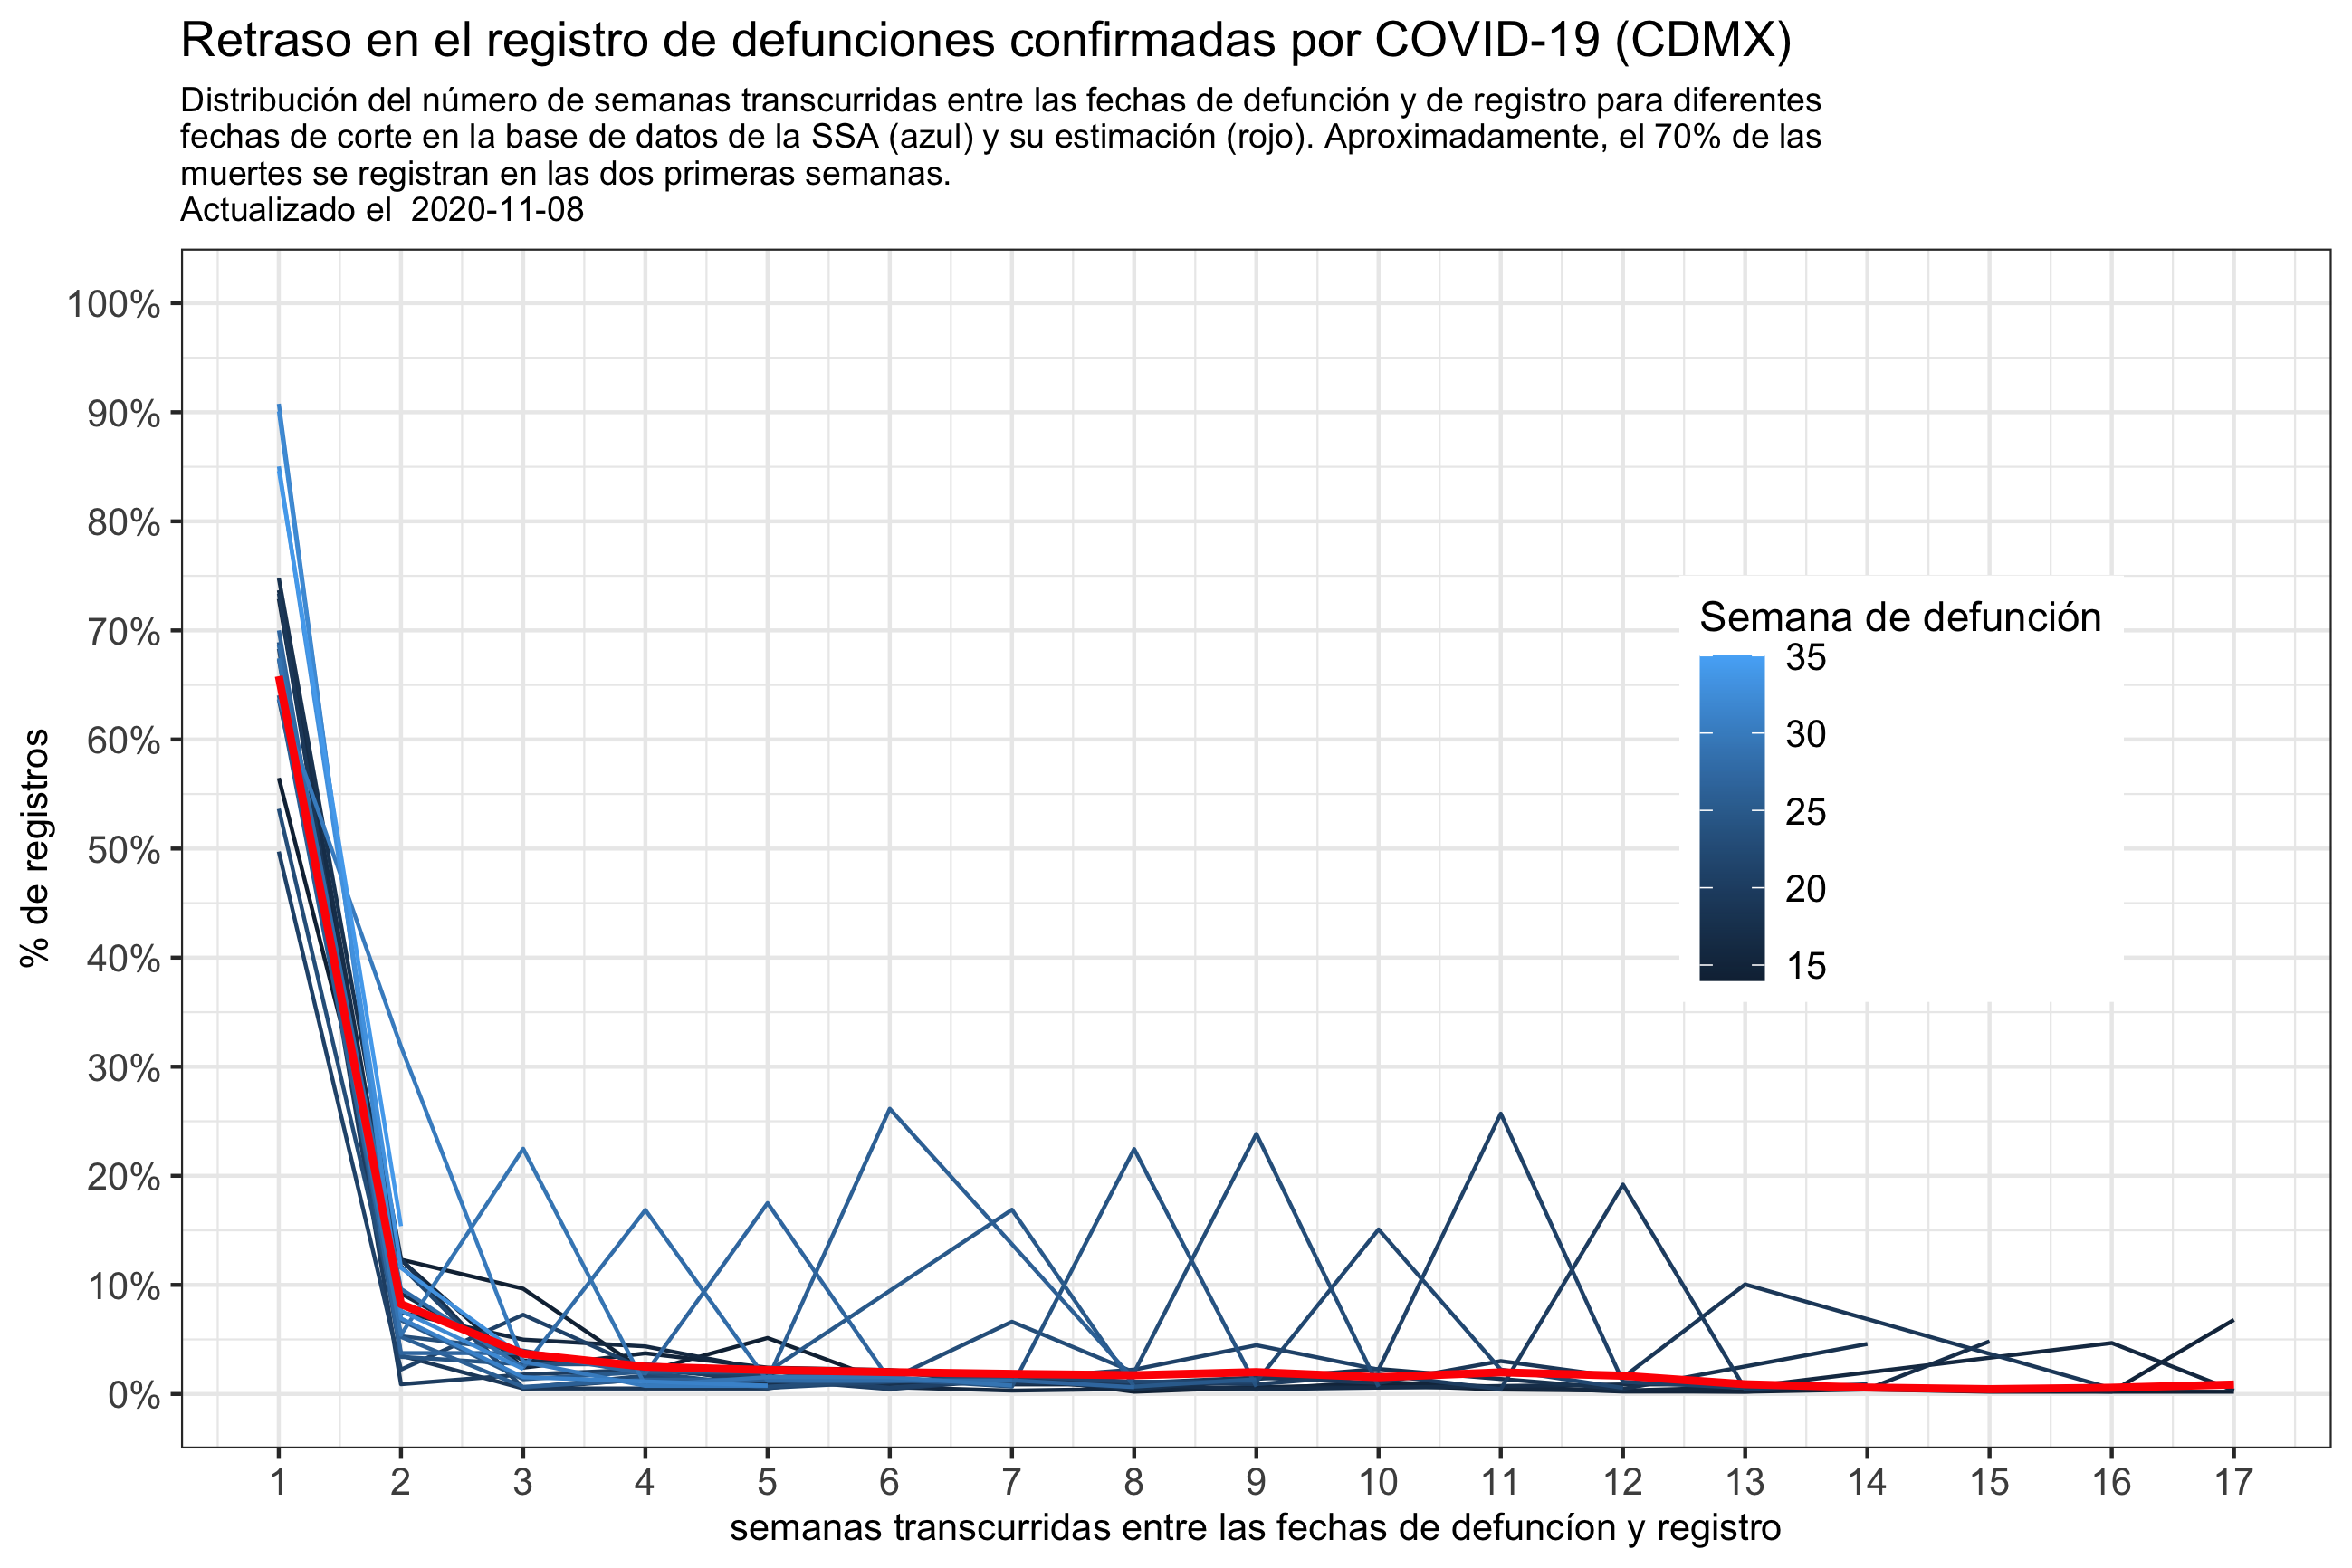 Retraso en el registro de defunciones confirmadas por COVID-19 (CDMX)
Distribución del número de semanas transcurridas entre las fechas de defunción y de registro para diferentes
fechas de corte en la base de datos de la SSA (azul) y su estimación (rojo). Aproximadamente, el 70% de las
muertes se registran en las dos primeras semanas.
Actualizado el  2020-11-08
% de registros
100%
90%
80%
70%
60%
50%
40%
30%
20%
10%
0%
Semana de defunción
35
30
25
20
15
1 2 3 4 5 6 7 8 9 10 11 12 13 14 15 16 17
semanas transcurridas entre las fechas de defuncíon y registro